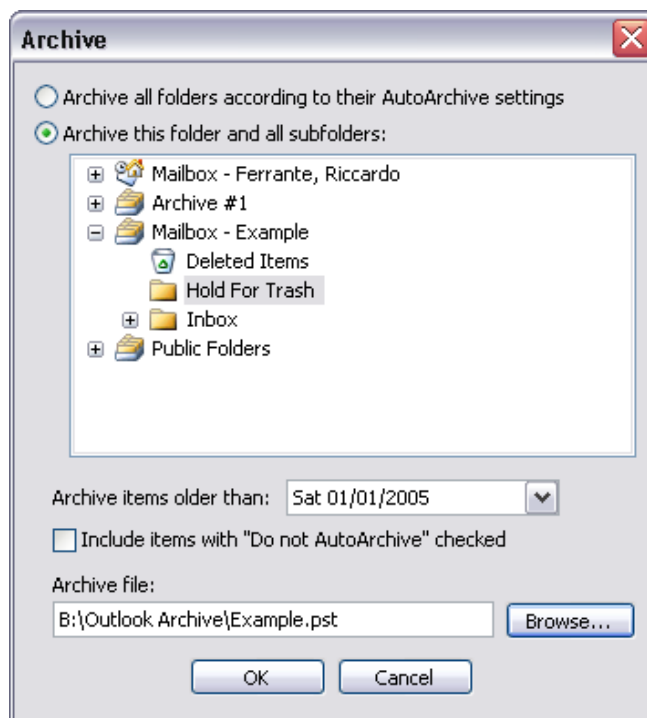 Archive
Archive all folders according to their AutoArchive settings
Archive this folder and all subfolders:
Mailbox - Ferrante, Riccardo
Archive #1
Mailbox - Example
Deleted Items
Hold For Trash
Inbox
Public Folders
Archive items older than: Sat 01/01/2005
Include items with "Do not AutoArchive" checked
Archive file:
B:\Outlook Archive\Example.pst Browse...
OK Cancel